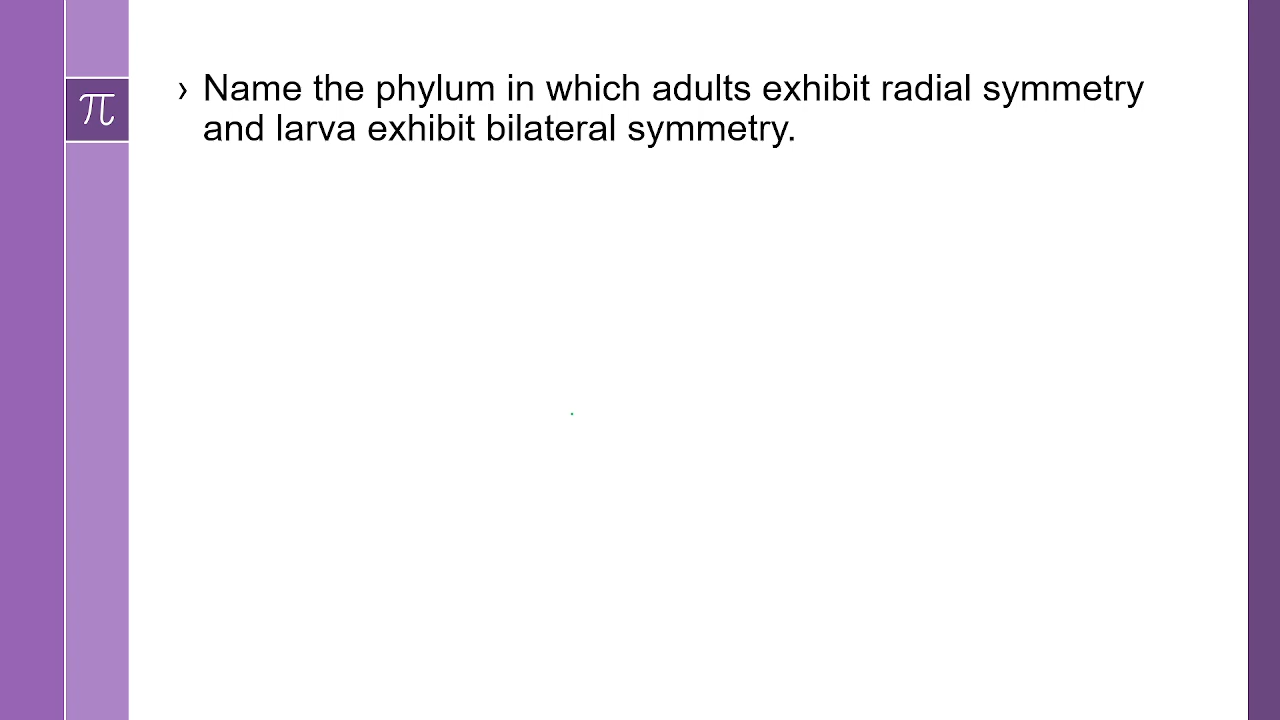 π
› Name the phylum in which adults exhibit radial symmetry
and larva exhibit bilateral symmetry.